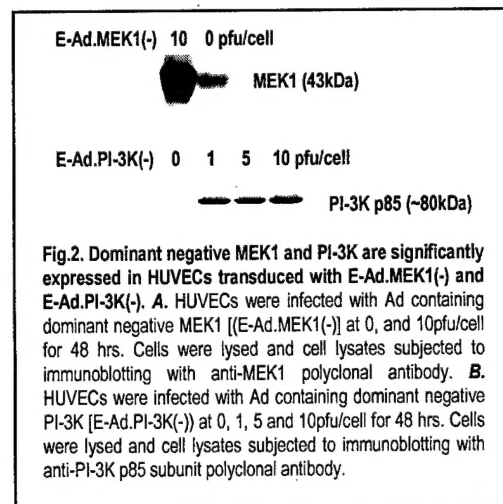 E-Ad.MEK1(-) 10 0 pfu/cell
MEK1 (43kDa)
E-Ad.PI-3K(-) 0 1 5 10 pfu/cell
PI-3K p85 (~80kDa)
Fig.2. Dominant negative MEK1 and PI-3K are significantly
expressed in HUVECs transduced with E-Ad.MEK1(-) and
E-Ad.PI-3K(-). A. HUVECs were infected with Ad containing
dominant negative MEK1 [(E-Ad.MEK1(-)] at 0, and 10pfu/cell
for 48 hrs. Cells were lysed and cell lysates subjected to
immunoblotting with anti-MEK1 polyclonal antibody. B.
HUVECs were infected with Ad containing dominant negative
PI-3K [E-Ad.PI-3K(-)) at 0, 1, 5 and 10pfu/cell for 48 hrs. Cells
were lysed and cell lysates subjected to immunoblotting with
anti-PI-3K p85 subunit polyclonal antibody.